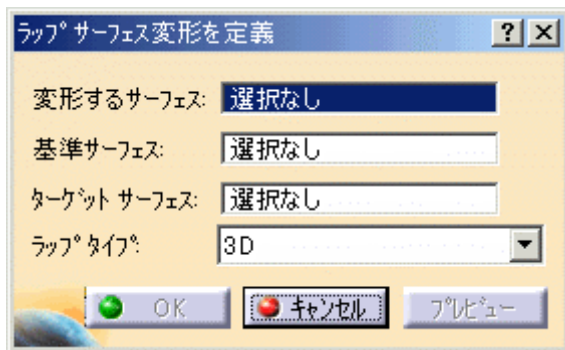 ﾗｯﾌﾟ ｻｰﾌｪｽ変形を定義
変形するサーフェス: 選択なし
基準サーフェス: 選択なし
ﾀｰｹﾞｯﾄ ｻｰﾌｪｽ: 選択なし
ﾗｯﾌﾟ ﾀｲﾌﾟ: 3D
OK ｷｬﾝｾﾙ ﾌﾟﾚﾋﾞｭｰ